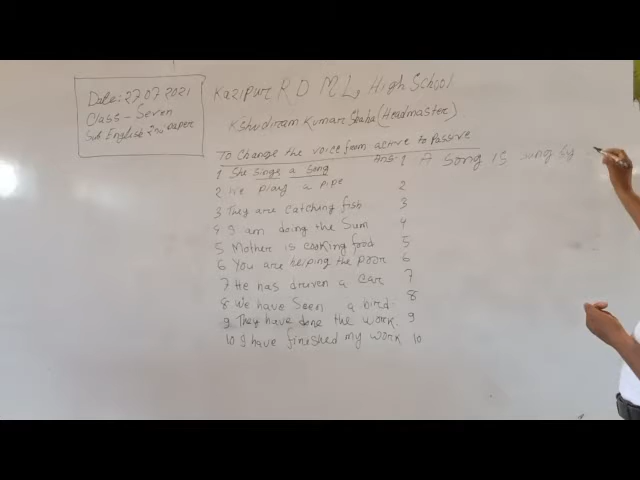 Date: 27.07.2021
Class - Seven
Sub English 2nd paper
Kazipur R D M L High School
Kshudiram Kumar Shaha (Headmaster)
To Change the voice from active to Passive
1 She sings a song Ans: 1 A song is sung by
2 We play a pipe 2
3 They are catching fish 3
4 I am doing the Sum 4
5 Mother is cooking food 5
6 You are helping the poor 6
7 He has driven a car 7
8 We have seen a bird. 8
9 They have done the work. 9
10 I have finished my work 10